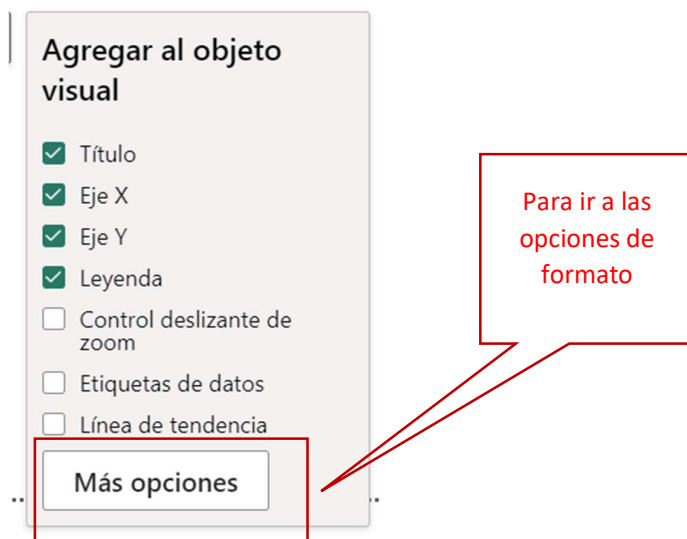 Agregar al objeto
visual
Título
Eje X
Eje Y
Leyenda
Control deslizante de
zoom
Etiquetas de datos
Línea de tendencia
Más opciones
Para ir a las
opciones de
formato